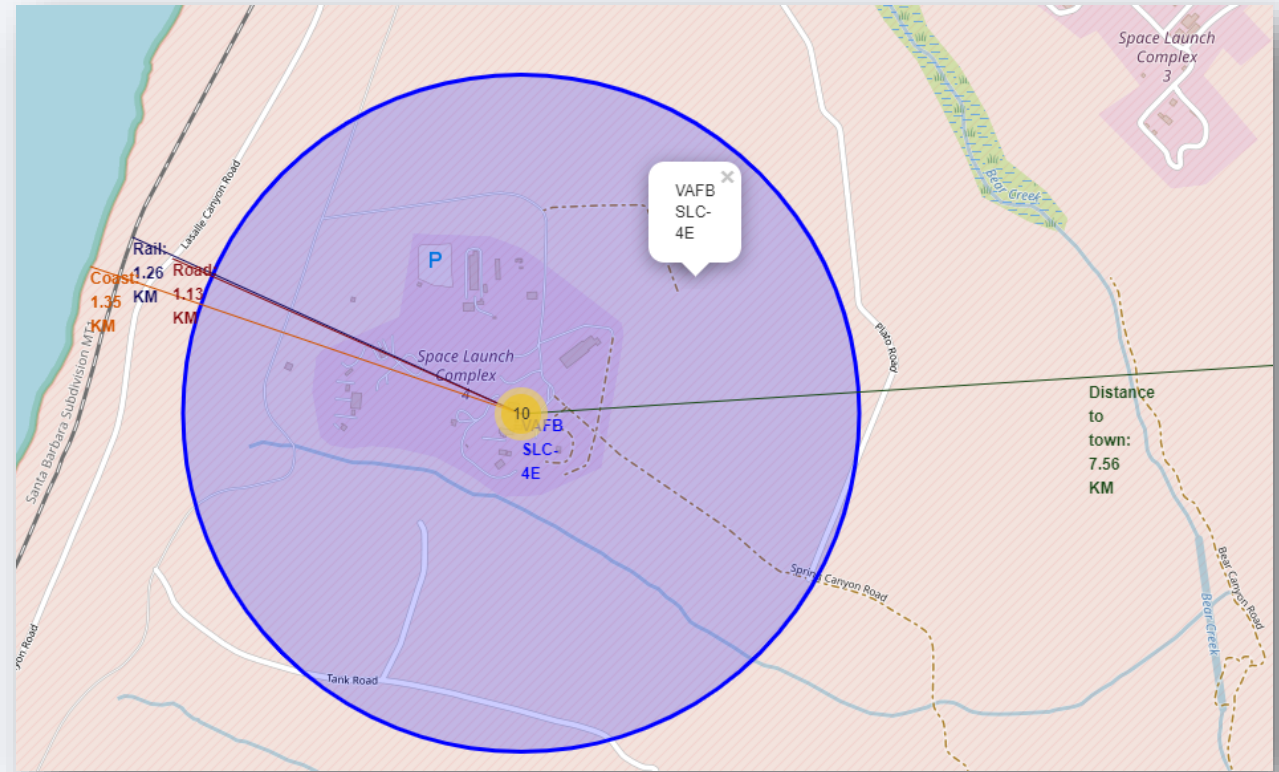 Space Launch
Complex
3
Bear Creek
VAFB
SLC-
4E
×
Lasalle Canyon Road
Rail:
1.26
KM
Road
1.13
KM
Coast:
1.35
KM
P
Space Launch
Complex
4
10
VAFB
SLC-
4E
Plato Road
Distance
to
town:
7.56
KM
Santa Barbara Subdivision MT
Spring Canyon Road
Bear Canyon Road
Bear Creek
yon Road
Tank Road